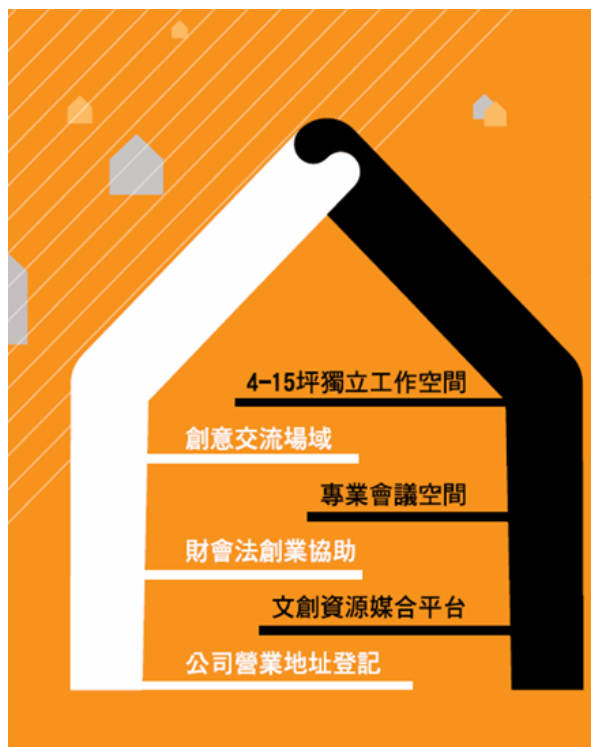 4-15坪獨立工作空間
創意交流場域
專業會議空間
財會法創業協助
文創資源媒合平台
公司營業地址登記